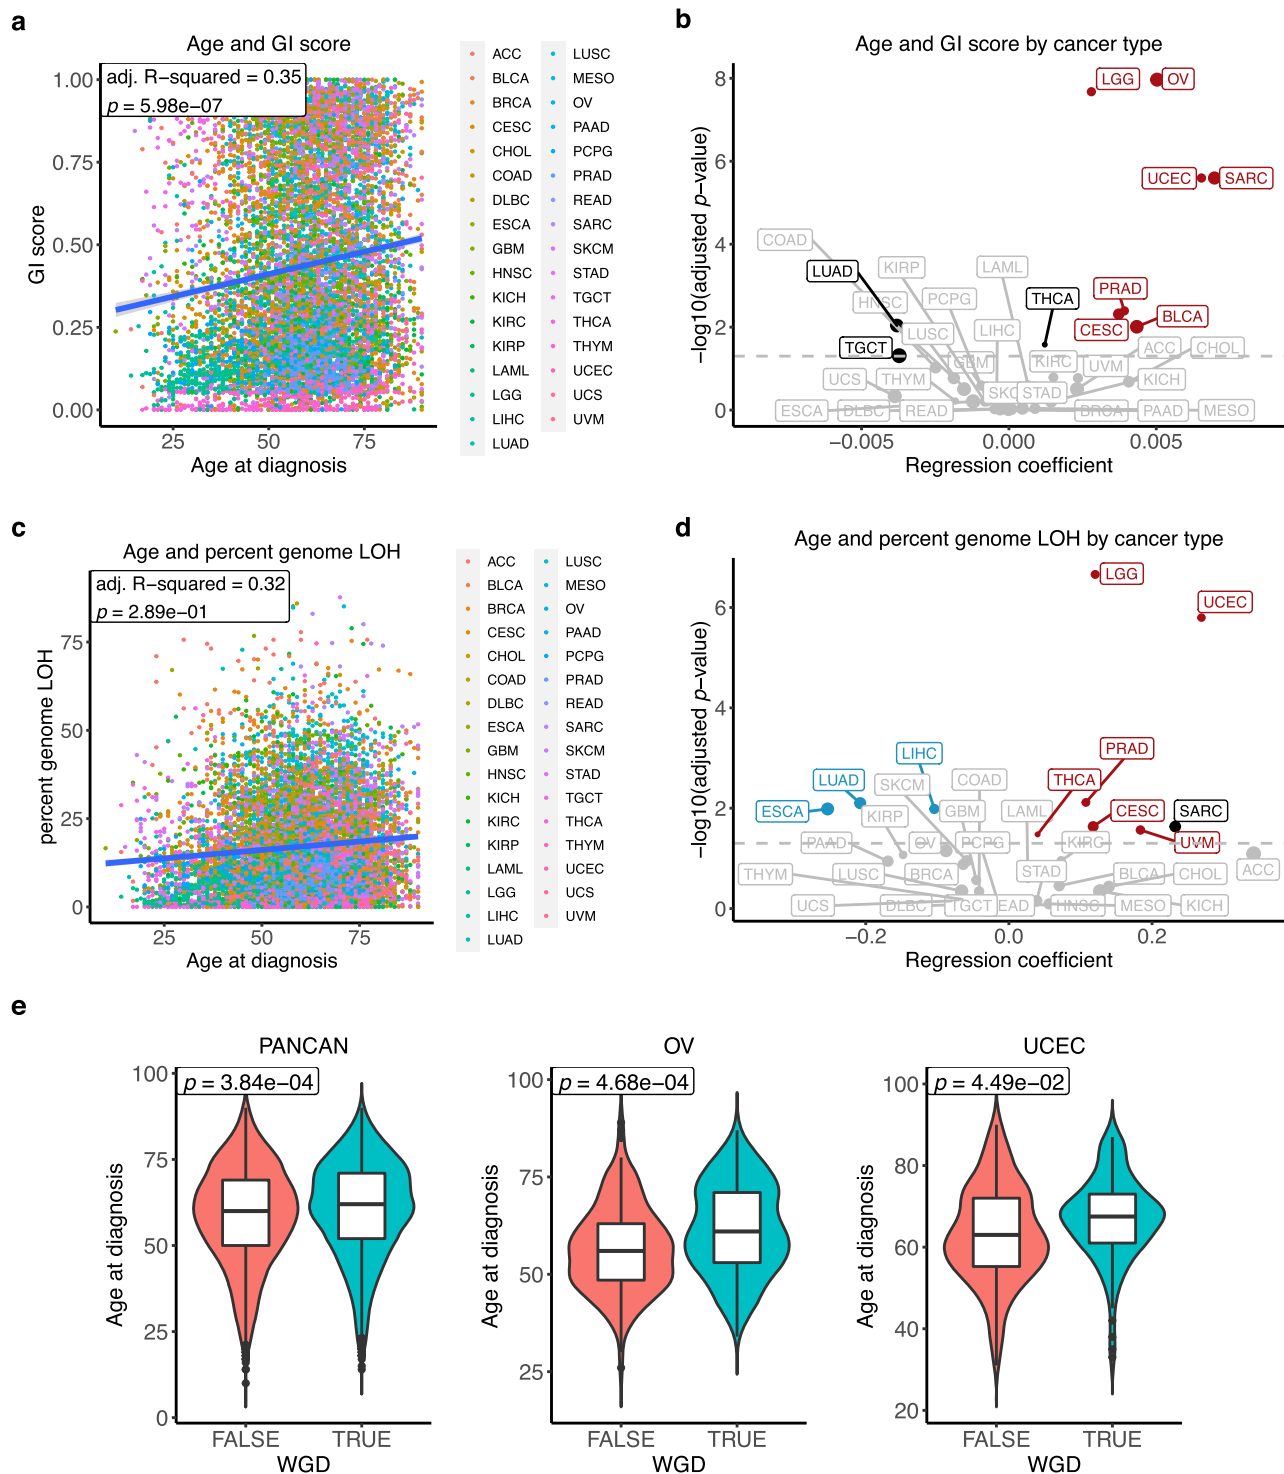 a
Age and GI score
adj. R−squared = 0.35
p = 5.98e−07
GI score
1.00
0.75
0.50
0.25
0.00
25 50 75
Age at diagnosis
ACC LUSC
BLCA MESO
BRCA OV
CESC PAAD
CHOL PCPG
COAD PRAD
DLBC READ
ESCA SARC
GBM SKCM
HNSC STAD
KICH TGCT
KIRC THCA
KIRP THYM
LAML UCEC
LGG UCS
LIHC UVM
LUAD
b
Age and GI score by cancer type
−log10(adjusted p−value)
8
6
4
2
0
LGG OV
UCEC SARC
COAD
LUAD KIRP LAML
HNSC PCPG THCA PRAD
LUSC LIHC CESC BLCA
TGCT GBM KIRC UVM ACC CHOL
UCS THYM SKC STAD KICH
ESCA DLBC READ BRCA PAAD MESO
−0.005 0.000 0.005
Regression coefficient
c
Age and percent genome LOH
adj. R−squared = 0.32
p = 2.89e−01
percent genome LOH
75
50
25
0
25 50 75
Age at diagnosis
ACC LUSC
BLCA MESO
BRCA OV
CESC PAAD
CHOL PCPG
COAD PRAD
DLBC READ
ESCA SARC
GBM SKCM
HNSC STAD
KICH TGCT
KIRC THCA
KIRP THYM
LAML UCEC
LGG UCS
LIHC UVM
LUAD
d
Age and percent genome LOH by cancer type
−log10(adjusted p−value)
6
4
2
0
LGG
UCEC
LIHC PRAD
LUAD SKCM COAD THCA
ESCA KIRP GBM LAML CESC SARC
PAAD OV PCPG KIRC UVM
THYM LUSC BRCA STAD BLCA CHOL ACC
UCS DLBC TGCT EAD HNSC MESO KICH
−0.2 0.0 0.2
Regression coefficient
e
PANCAN
p = 3.84e−04
Age at diagnosis
100
75
50
25
0
FALSE TRUE
WGD
OV
p = 4.68e−04
Age at diagnosis
100
75
50
25
FALSE TRUE
WGD
UCEC
p = 4.49e−02
Age at diagnosis
100
80
60
40
20
FALSE TRUE
WGD